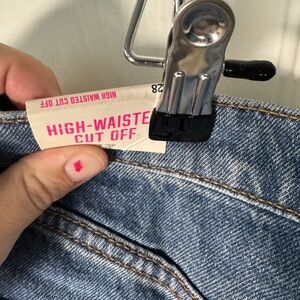 HIGH WAISTED CUT OFF
28
HIGH-WAISTE
CUT OFF